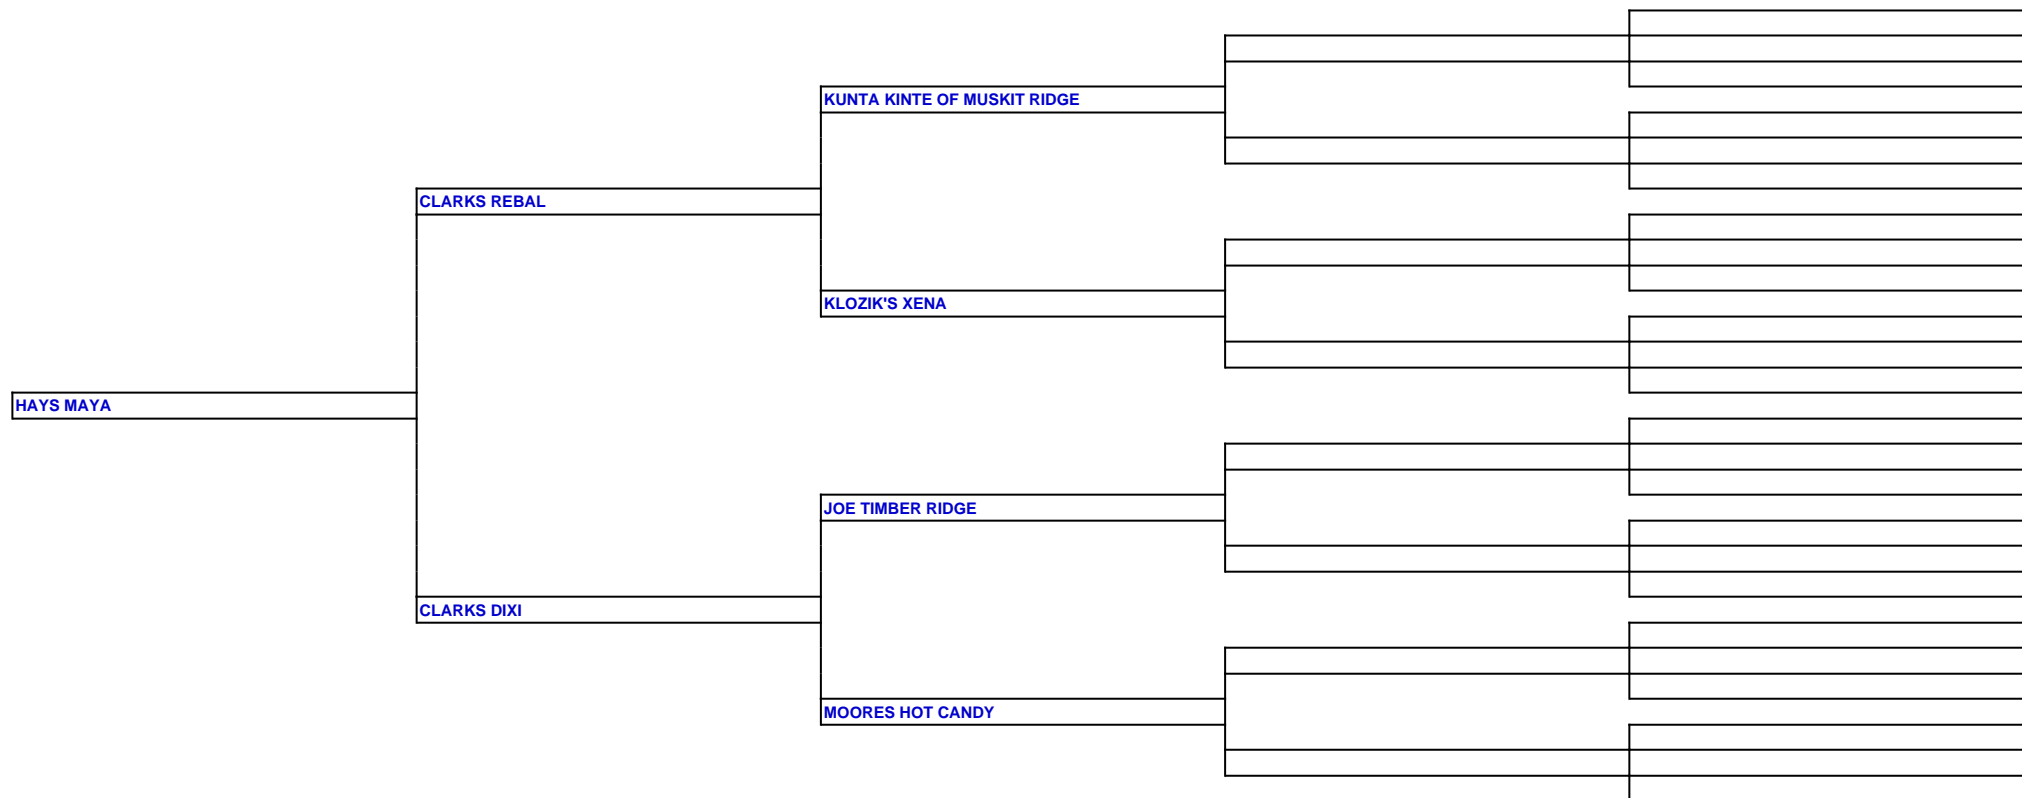 KUNTA KINTE OF MUSKIT RIDGE
CLARKS REBAL
KLOZIK'S XENA
HAYS MAYA
JOE TIMBER RIDGE
CLARKS DIXI
MOORES HOT CANDY